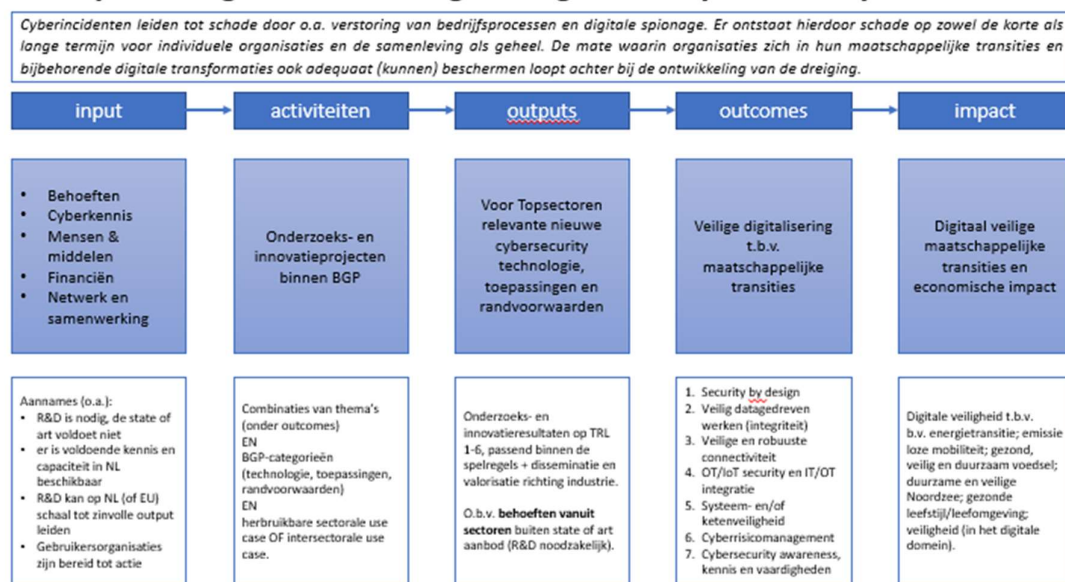 Cyberincidenten leiden tot schade door o.a. verstoring van bedrijfsprocessen en digitale spionage. Er ontstaat hierdoor schade op zowel de korte als
lange termijn voor individuele organisaties en de samenleving als geheel. De mate waarin organisaties zich in hun maatschappelijke transities en
bijbehorende digitale transformaties ook adequaat (kunnen) beschermen loopt achter bij de ontwikkeling van de dreiging.
input
activiteiten
outputs
outcomes
impact
• Behoeften
• Cyberkennis
• Mensen &
middelen
• Financiën
• Netwerk en
samenwerking
Onderzoeks- en
innovatieprojecten
binnen BGP
Voor Topsectoren
relevante nieuwe
cybersecurity
technologie,
toepassingen en
randvoorwaarden
Veilige digitalisering
t.b.v.
maatschappelijke
transities
Digitaal veilige
maatschappelijke
transities en
economische impact
Aannames (o.a.):
• R&D is nodig, de state of
art voldoet niet
• er is voldoende kennis en
capaciteit in NL
beschikbaar
• R&D kan op NL (of EU)
schaal tot zinvolle output
leiden
• Gebruikersorganisaties
zijn bereid tot actie
Combinaties van thema's
(onder outcomes)
EN
BGP-categorieën
(technologie, toepassingen,
randvoorwaarden)
EN
herbruikbare sectorale use
case OF intersectorale use
case.
Onderzoeks- en
innovatieresultaten op TRL
1-6, passend binnen de
spelregels + disseminatie en
valorisatie richting industrie.
O.b.v. behoeften vanuit
sectoren buiten state of art
aanbod (R&D noodzakelijk).
1. Security by design
2. Veilig datagedreven
werken (integriteit)
3. Veilige en robuuste
connectiviteit
4. OT/IoT security en IT/OT
integratie
5. Systeem- en/of
ketenveiligheid
6. Cyberrisicomanagement
7. Cybersecurity awareness,
kennis en vaardigheden
Digitale veiligheid t.b.v.
b.v. energietransitie; emissie
loze mobiliteit; gezond,
veilig en duurzaam voedsel;
duurzame en veilige
Noordzee; gezonde
leefstijl/leefomgeving;
veiligheid (in het digitale
domein).